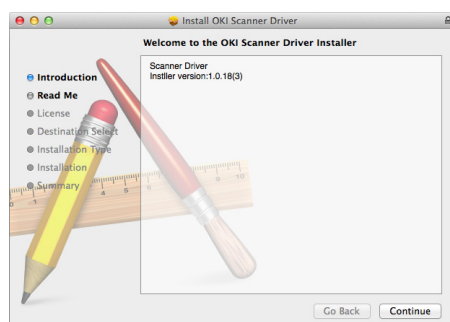 Install OKI Scanner Driver
Welcome to the OKI Scanner Driver Installer
Introduction
Read Me
License
Destination Select
Installation Type
Installation
Summary
Scanner Driver
Instller version:1.0.18(3)
Go Back
Continue